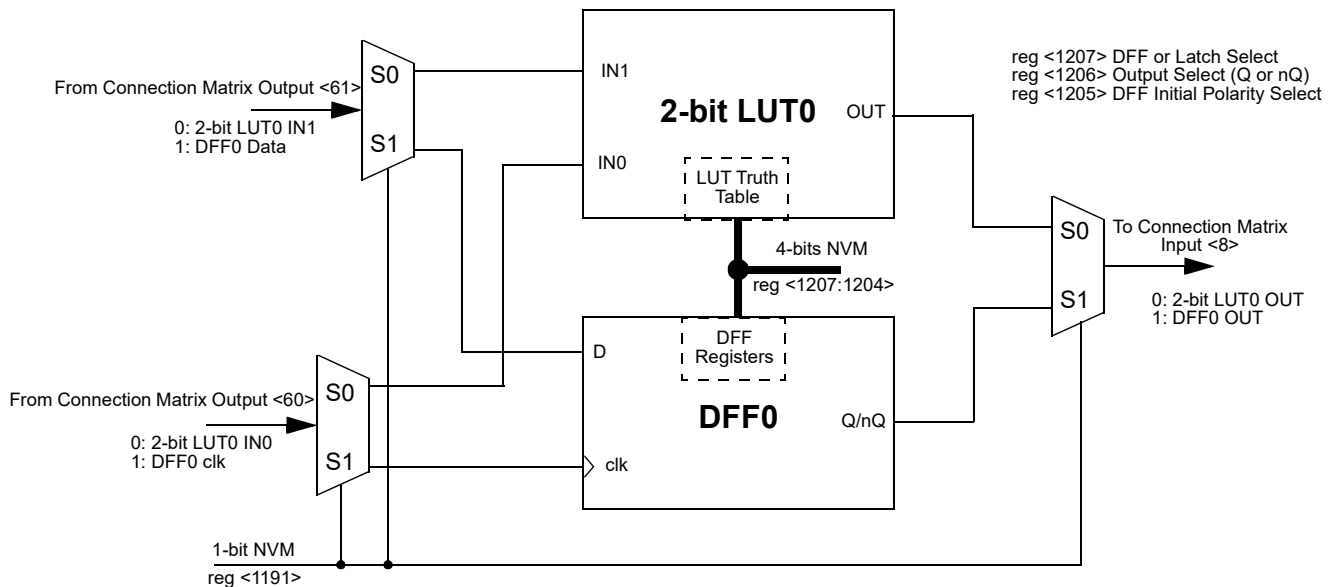 reg <1207> DFF or Latch Select
reg <1206> Output Select (Q or nQ)
reg <1205> DFF Initial Polarity Select
From Connection Matrix Output <61>
0: 2-bit LUT0 IN1
1: DFF0 Data
S0
S1
IN1
IN0
2-bit LUT0
OUT
LUT Truth
Table
4-bits NVM
reg <1207:1204>
S0
S1
To Connection Matrix
Input <8>
0: 2-bit LUT0 OUT
1: DFF0 OUT
From Connection Matrix Output <60>
0: 2-bit LUT0 IN0
1: DFF0 clk
S0
S1
D
clk
DFF
Registers
DFF0
Q/nQ
1-bit NVM
reg <1191>